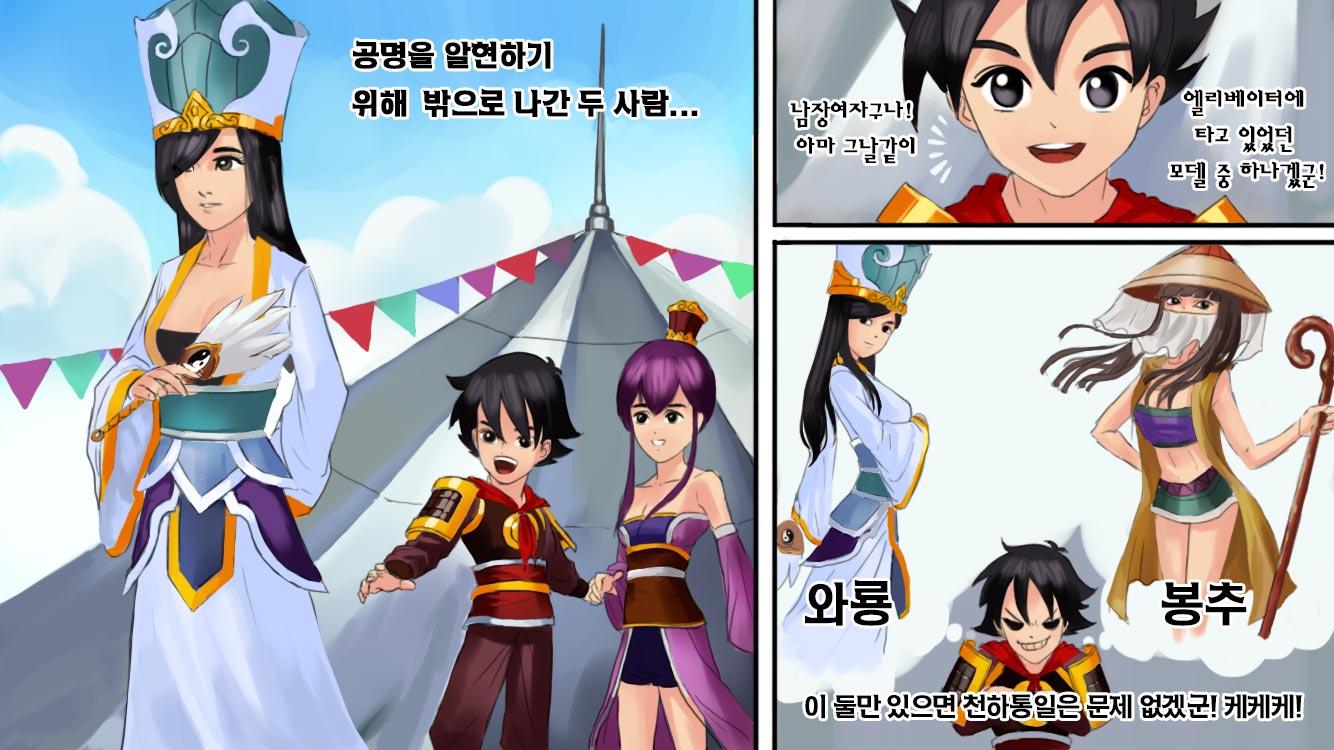 공명을 알현하기
위해 밖으로 나간 두 사람...
남장여자구나!
아마 그날같이
엘리베이터에
타고 있었던
모델 중 하나겠군!
와룡
봉추
이 둘만 있으면 천하통일은 문제 없겠군! 케케케!